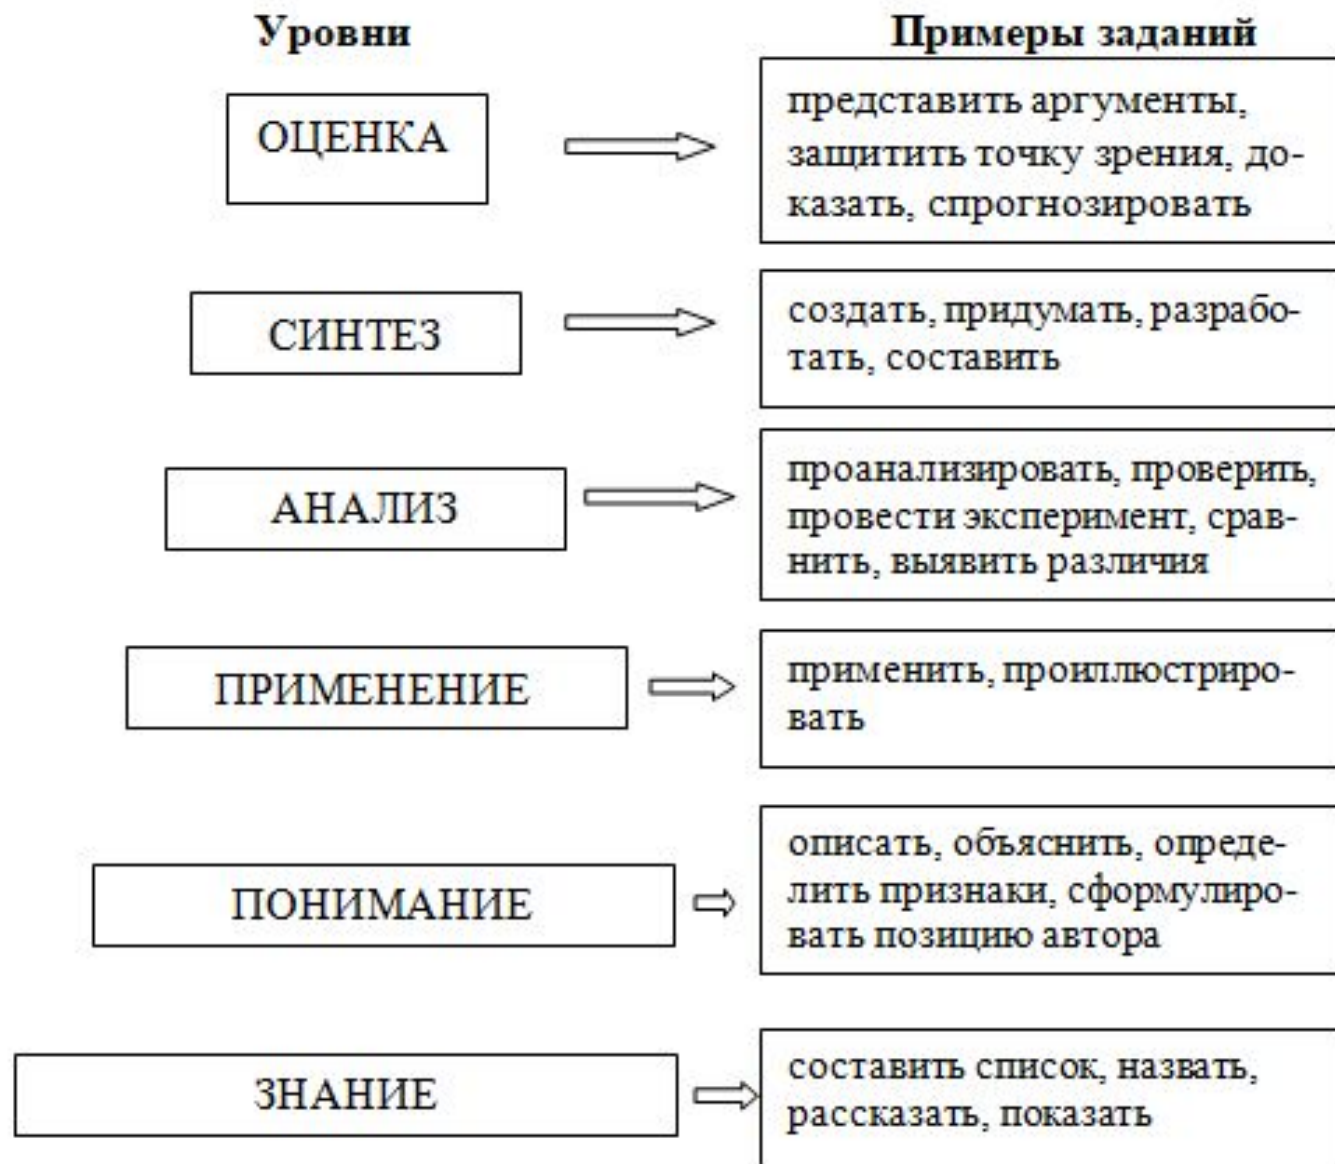 Уровни
Примеры заданий
ОЦЕНКА
представить аргументы,
защитить точку зрения, до-
казать, спрогнозировать
СИНТЕЗ
создать, придумать, разрабо-
тать, составить
АНАЛИЗ
проанализировать, проверить,
провести эксперимент, срав-
нить, выявить различия
ПРИМЕНЕНИЕ
применить, проиллюстриро-
вать
ПОНИМАНИЕ
описать, объяснить, опреде-
лить признаки, сформулиро-
вать позицию автора
ЗНАНИЕ
составить список, назвать,
рассказать, показать